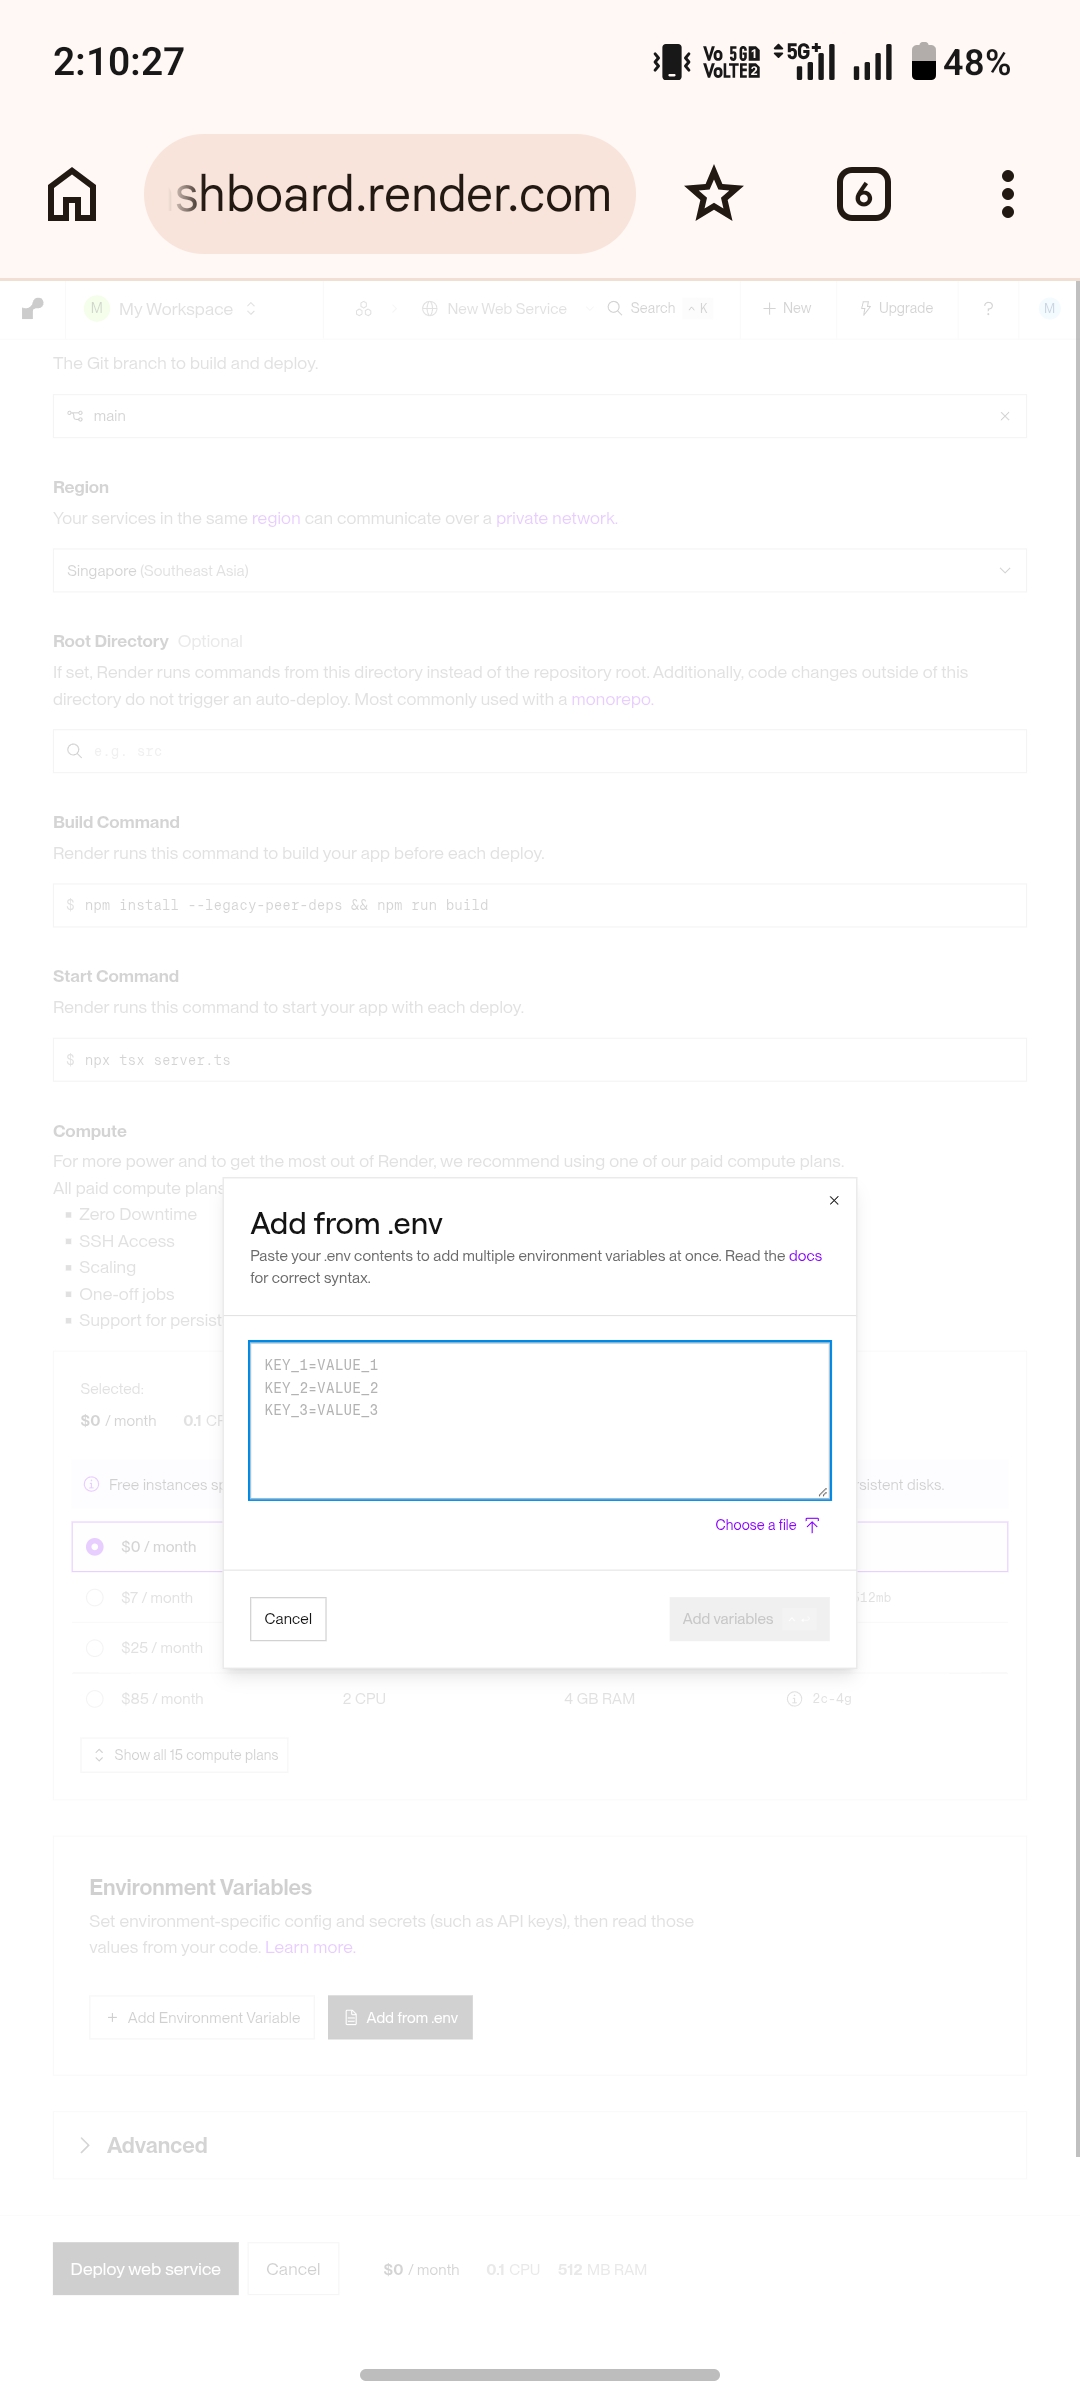 2:10:27
Vo 5G 1
VoLTE 2
5G+
48%
shboard.render.com
6
M My Workspace
New Web Service
Search ^ K
+ New
Upgrade
?
M
The Git branch to build and deploy.
main
Region
Your services in the same region can communicate over a private network.
Singapore (Southeast Asia)
Root Directory Optional
If set, Render runs commands from this directory instead of the repository root. Additionally, code changes outside of this
directory do not trigger an auto-deploy. Most commonly used with a monorepo.
e.g. src
Build Command
Render runs this command to build your app before each deploy.
$ npm install --legacy-peer-deps && npm run build
Start Command
Render runs this command to start your app with each deploy.
$ npx tsx server.ts
Compute
For more power and to get the most out of Render, we recommend using one of our paid compute plans.
All paid compute plans
Zero Downtime
SSH Access
Scaling
One-off jobs
Support for persist
Add from .env
Paste your .env contents to add multiple environment variables at once. Read the docs
for correct syntax.
KEY_1=VALUE_1
KEY_2=VALUE_2
KEY_3=VALUE_3
Choose a file
Cancel
Add variables
Selected:
$0 / month 0.1
Free instances
sistent disks.
$0 / month
$7 / month
12mb
$25 / month
$85 / month 2 CPU 4 GB RAM 2c-4g
Show all 15 compute plans
Environment Variables
Set environment-specific config and secrets (such as API keys), then read those
values from your code. Learn more.
+ Add Environment Variable
Add from .env
Advanced
Deploy web service
Cancel
$0 / month 0.1 CPU 512 MB RAM